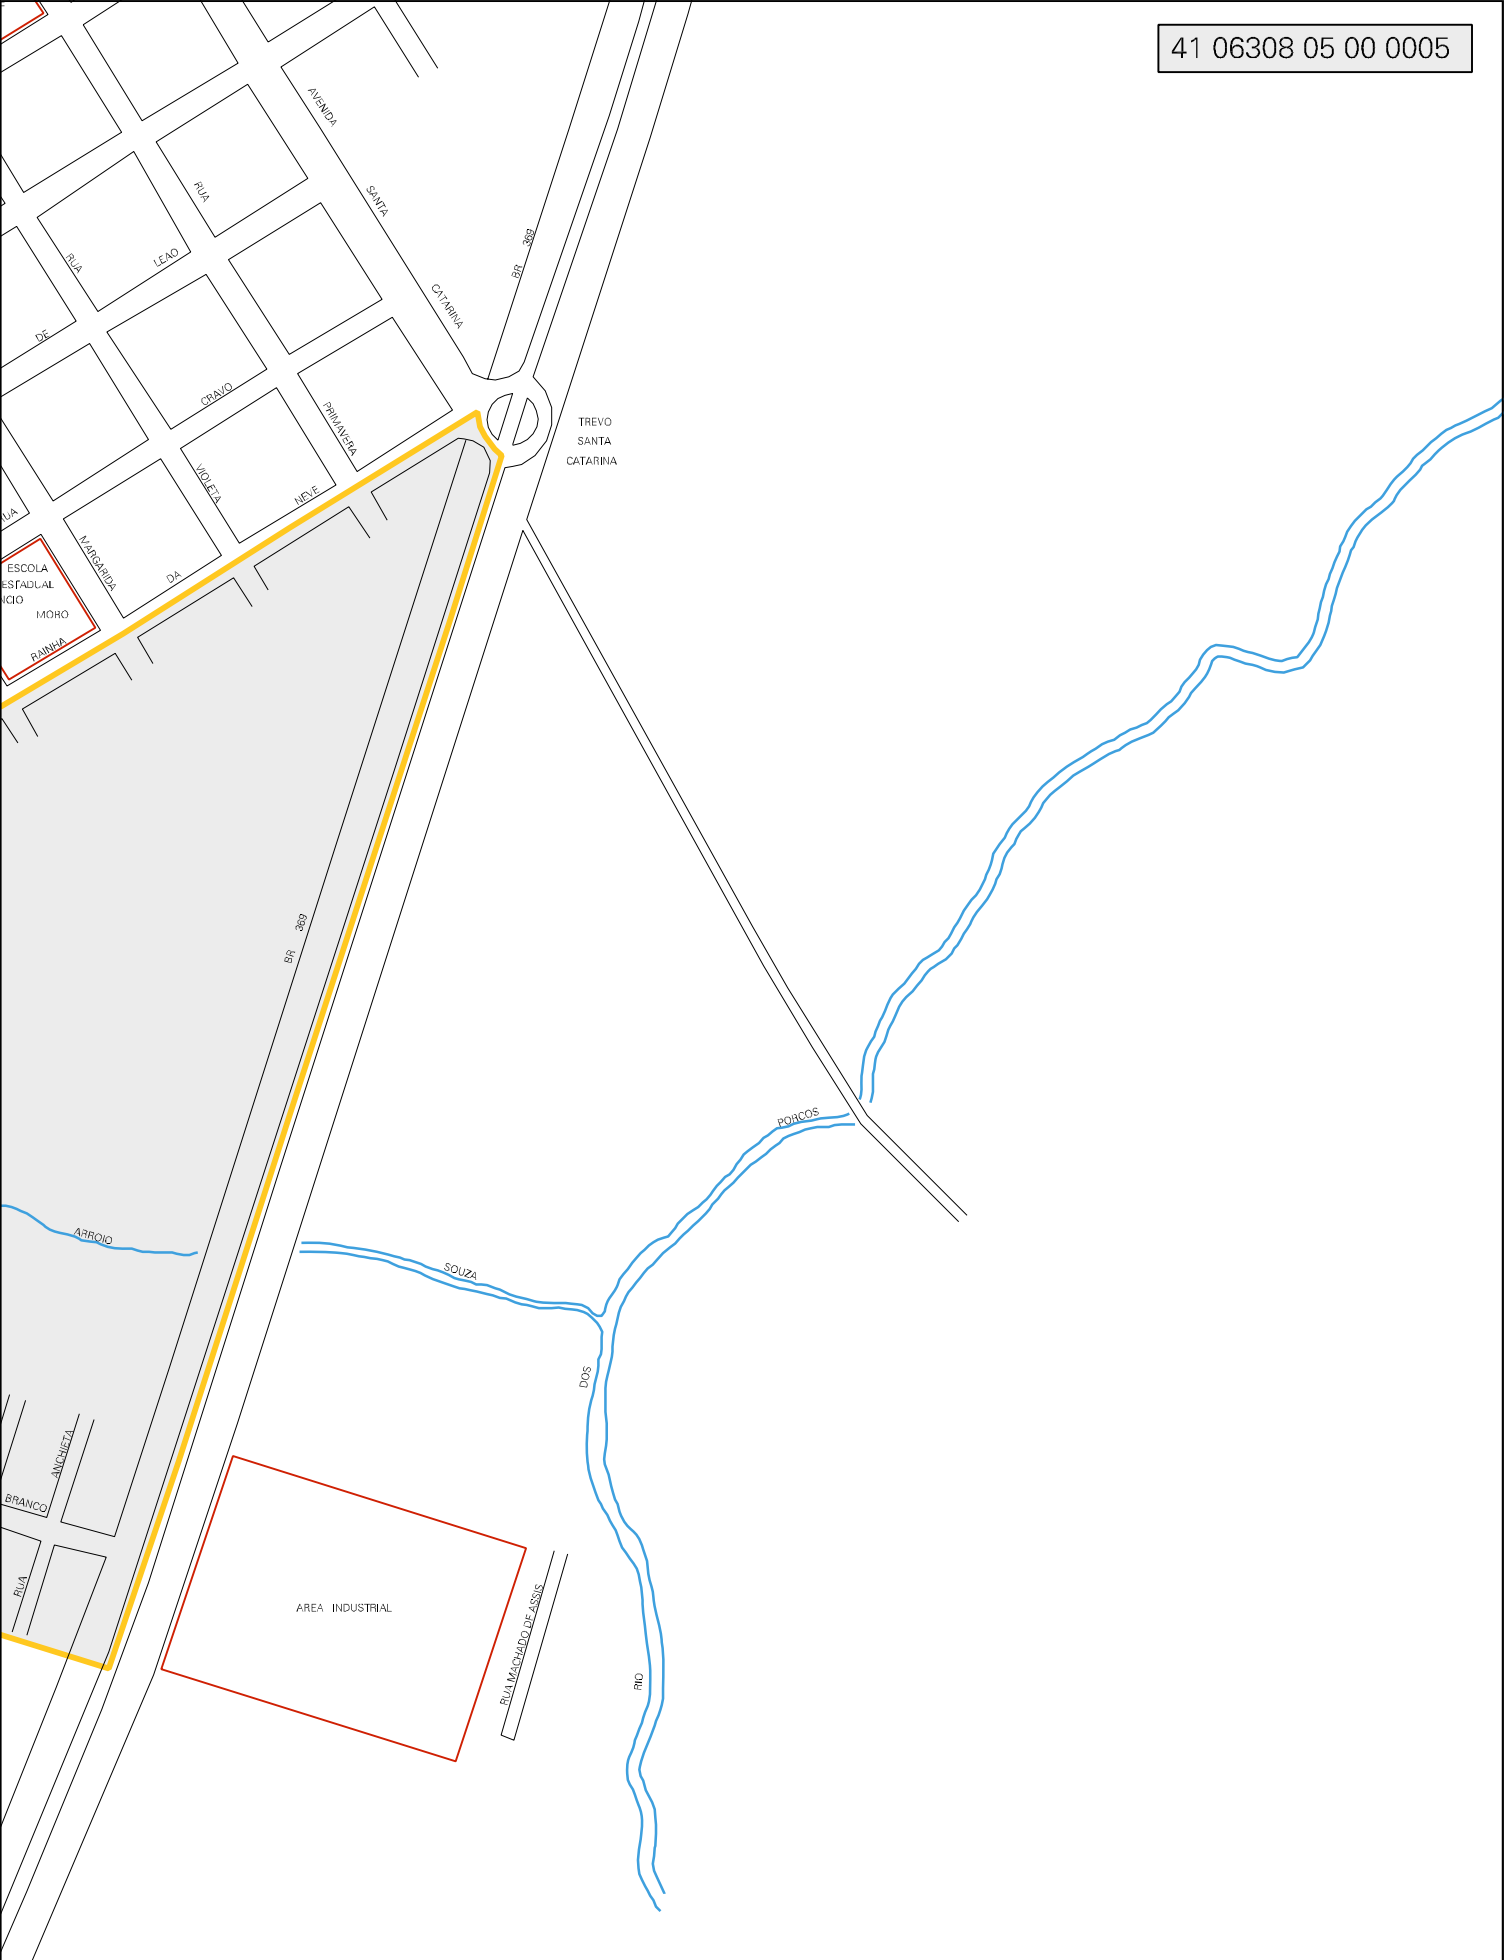 41 06308 05 00 0005
AVENIDA
SANTA
CATARINA
RUA
RUA
LEAO
DE
BR 369
CRAVO
PRIMAVERA
TREVO
SANTA
CATARINA
VIOLETA
NEVE
RUA
MARGARIDA
DA
ESCOLA
ESTADUAL
NCIO
MORO
RAINHA
BR 369
PORCOS
ARROIO
SOUZA
DOS
ANCHIETA
BRANCO
RUA
AREA INDUSTRIAL
RUA MACHADO DE ASSIS
RIO